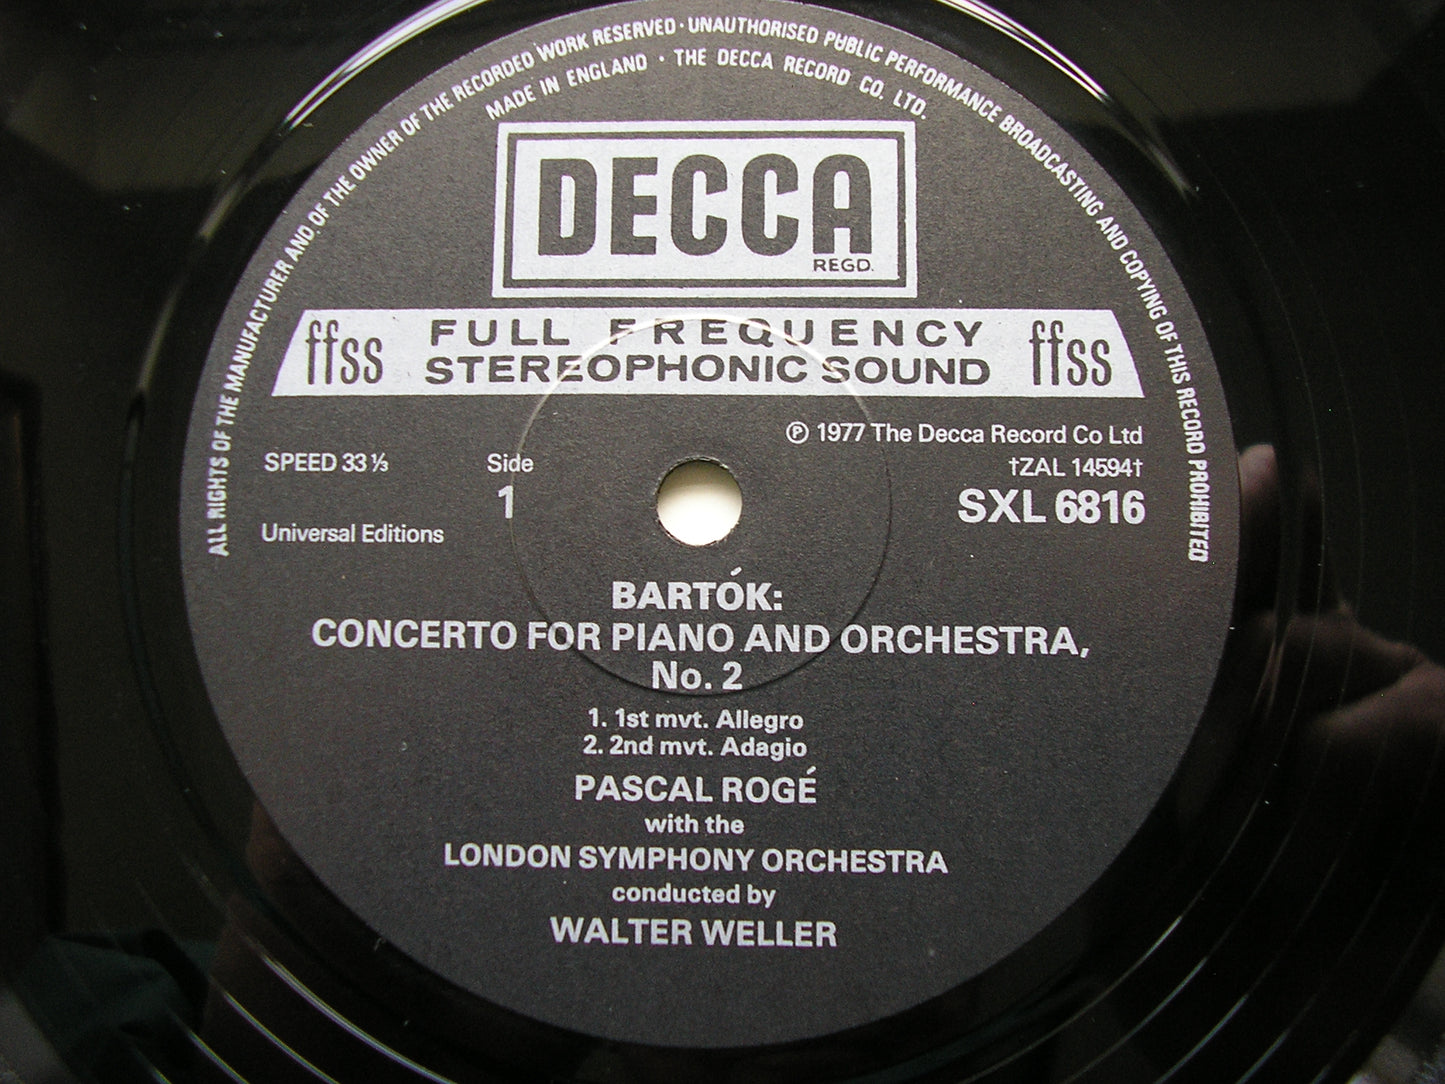 ALL RIGHTS OF THE MANUFACTURER AND OF THE OWNER OF THE RECORDED WORK RESERVED · UNAUTHORISED PUBLIC PERFORMANCE BROADCASTING AND COPYING OF THIS RECORD PROHIBITED
MADE IN ENGLAND · THE DECCA RECORD CO. LTD.
DECCA
REGD.
ffss FULL FREQUENCY ffss
STEREOPHONIC SOUND
℗ 1977 The Decca Record Co Ltd
SPEED 33⅓ Side †ZAL 14594†
1 SXL 6816
Universal Editions
BARTÓK:
CONCERTO FOR PIANO AND ORCHESTRA,
No. 2
1. 1st mvt. Allegro
2. 2nd mvt. Adagio
PASCAL ROGÉ
with the
LONDON SYMPHONY ORCHESTRA
conducted by
WALTER WELLER